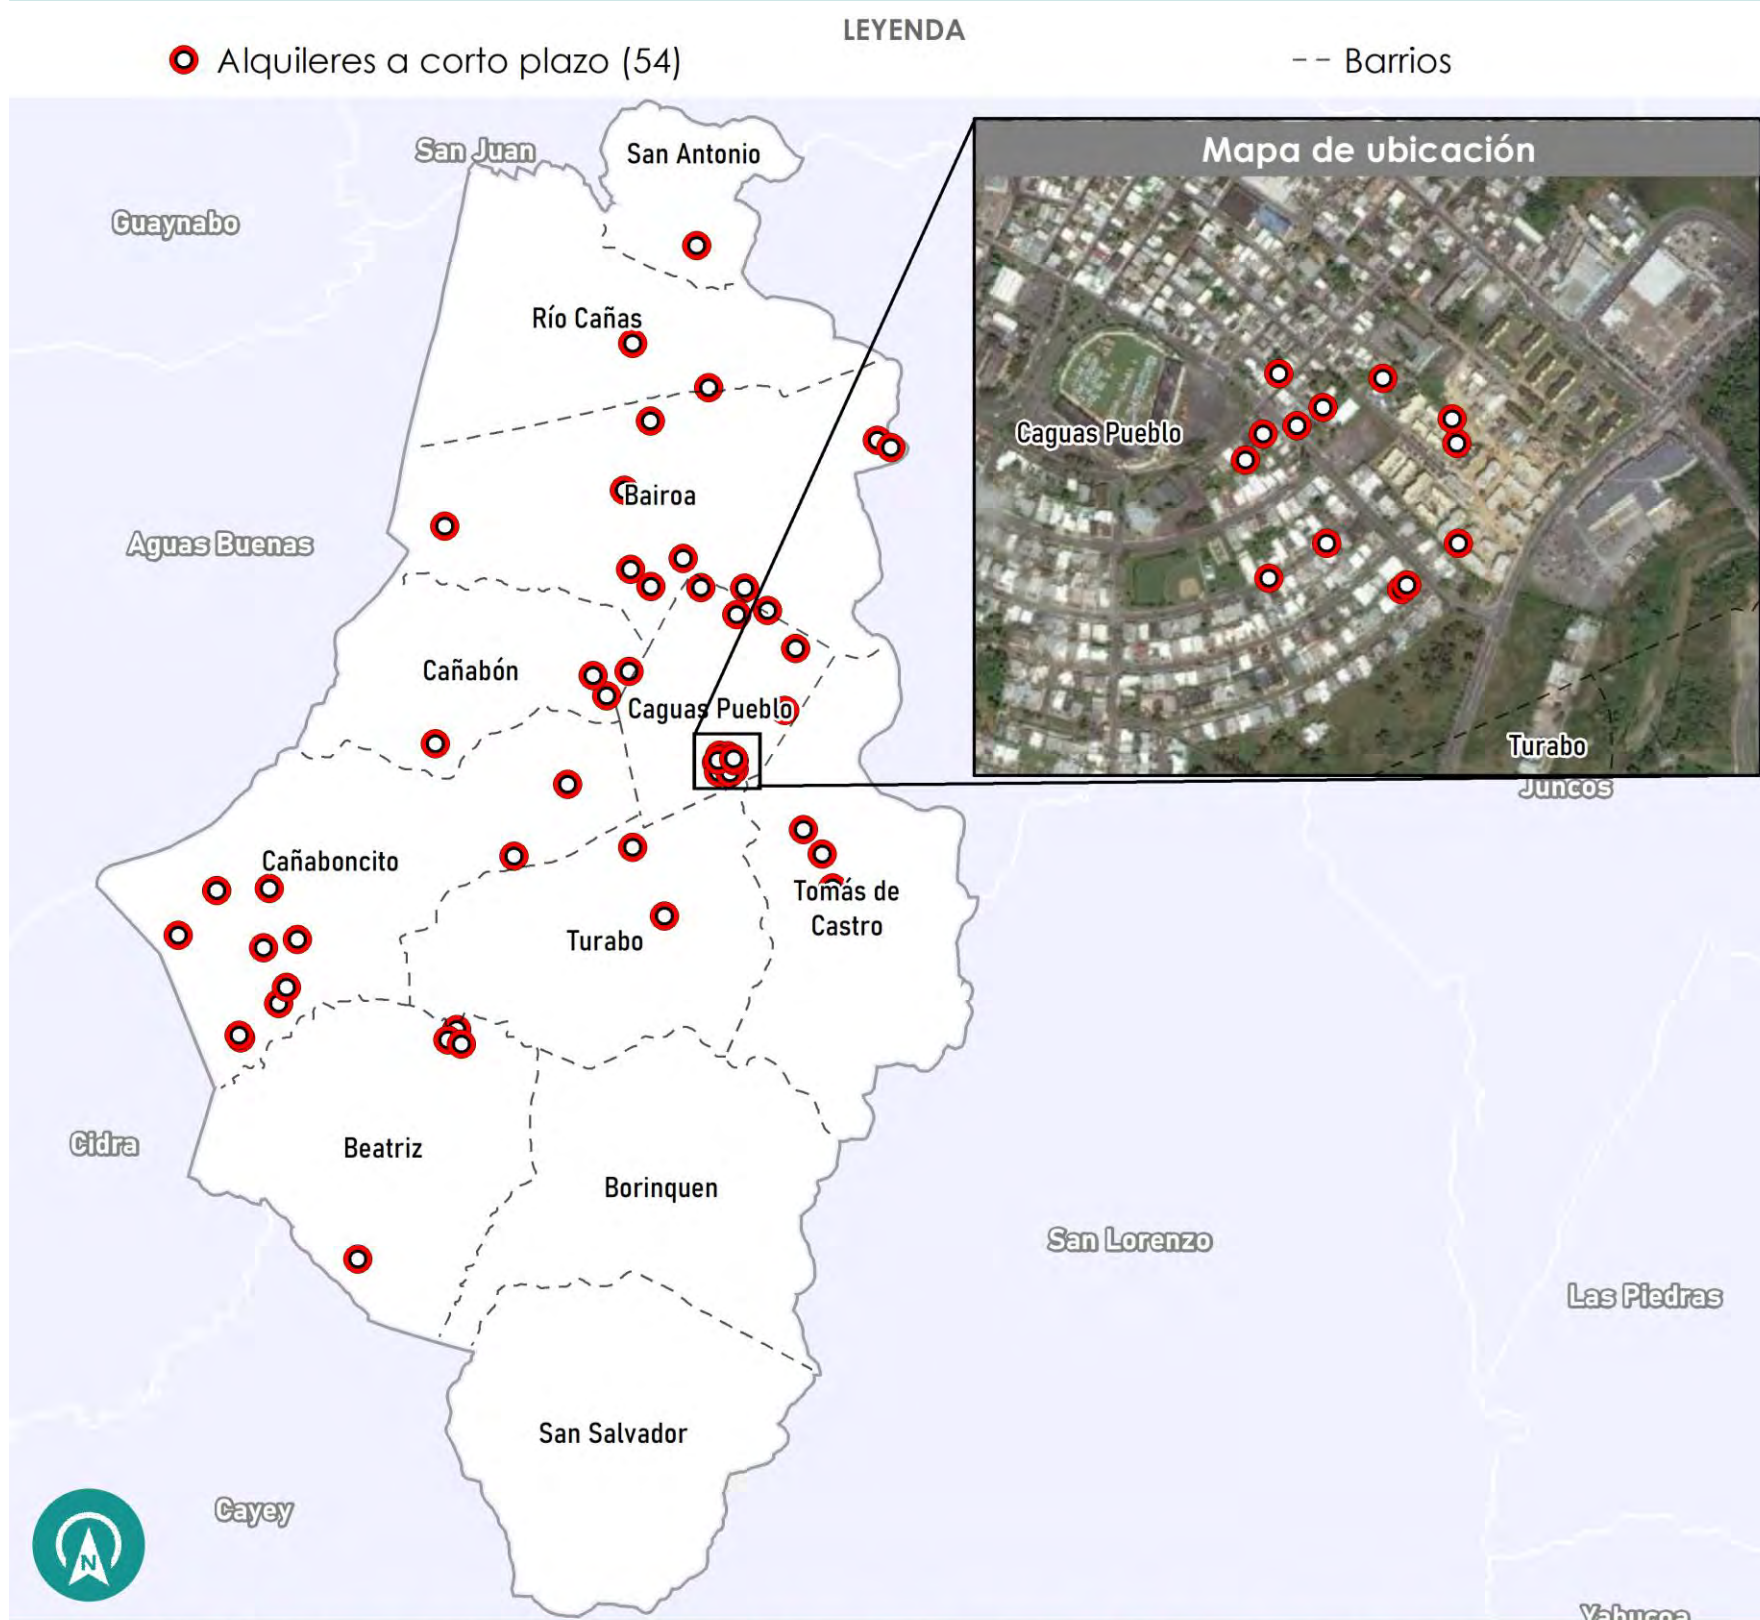 LEYENDA
Alquileres a corto plazo (54)
Barrios
San Juan
San Antonio
Mapa de ubicación
Guaynabo
Río Cañas
Caguas Pueblo
Bairoa
Aguas Buenas
Cañabón
Caguas Pueblo
Turabo
Juncos
Cañaboncito
Tomás de
Castro
Turabo
Cidra
Beatriz
Borinquen
San Lorenzo
Las Piedras
San Salvador
Cayey
N
Yabucoa